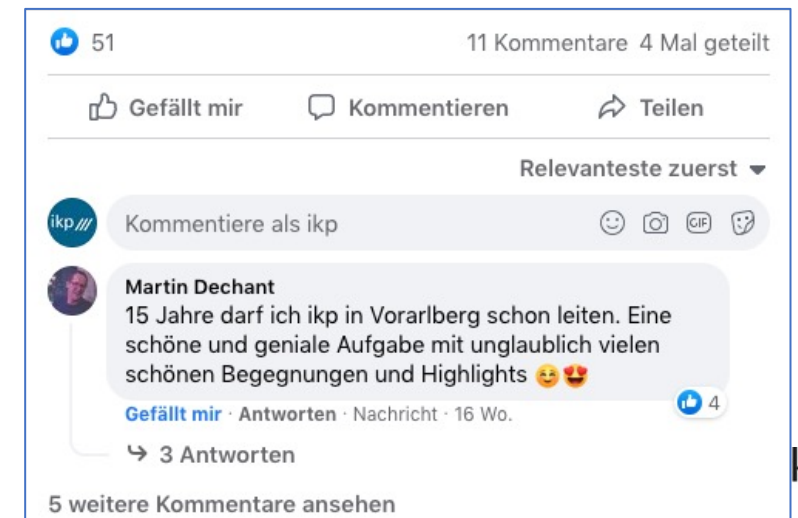 51 11 Kommentare 4 Mal geteilt
Gefällt mir Kommentieren Teilen
Relevanteste zuerst
ikp Kommentiere als ikp GIF
Martin Dechant
15 Jahre darf ich ikp in Vorarlberg schon leiten. Eine
schöne und geniale Aufgabe mit unglaublich vielen
schönen Begegnungen und Highlights 😊😍
4
Gefällt mir · Antworten · Nachricht · 16 Wo.
3 Antworten
5 weitere Kommentare ansehen